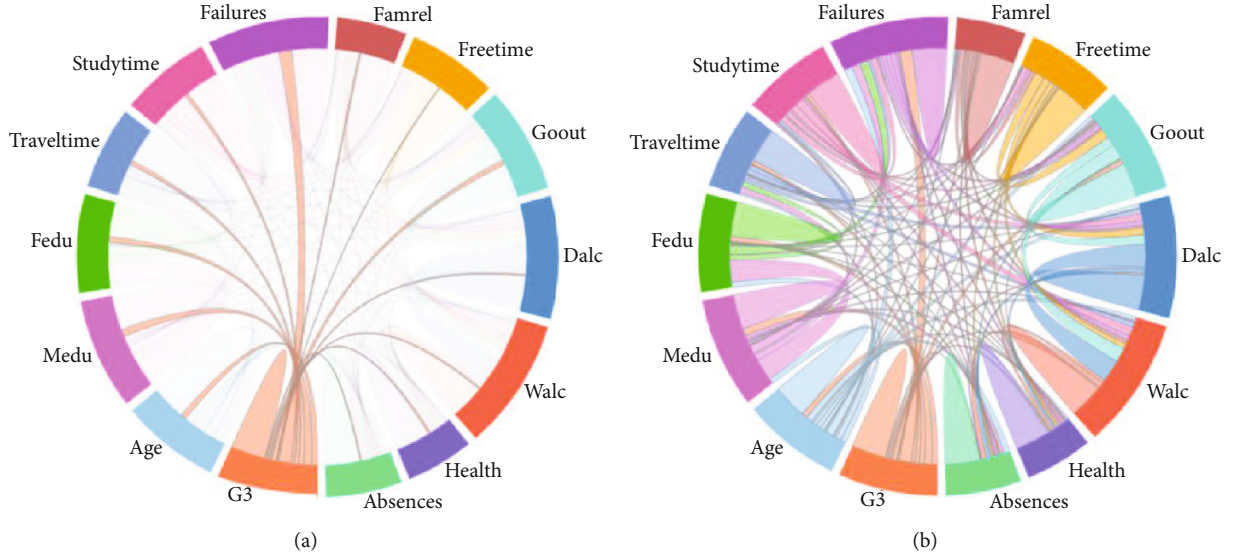 Failures
Famrel
Freetime
Goout
Dalc
Walc
Health
Absences
G3
Age
Medu
Fedu
Traveltime
Studytime
(a)
Failures
Famrel
Freetime
Goout
Dalc
Walc
Health
Absences
G3
Age
Medu
Fedu
Traveltime
Studytime
(b)